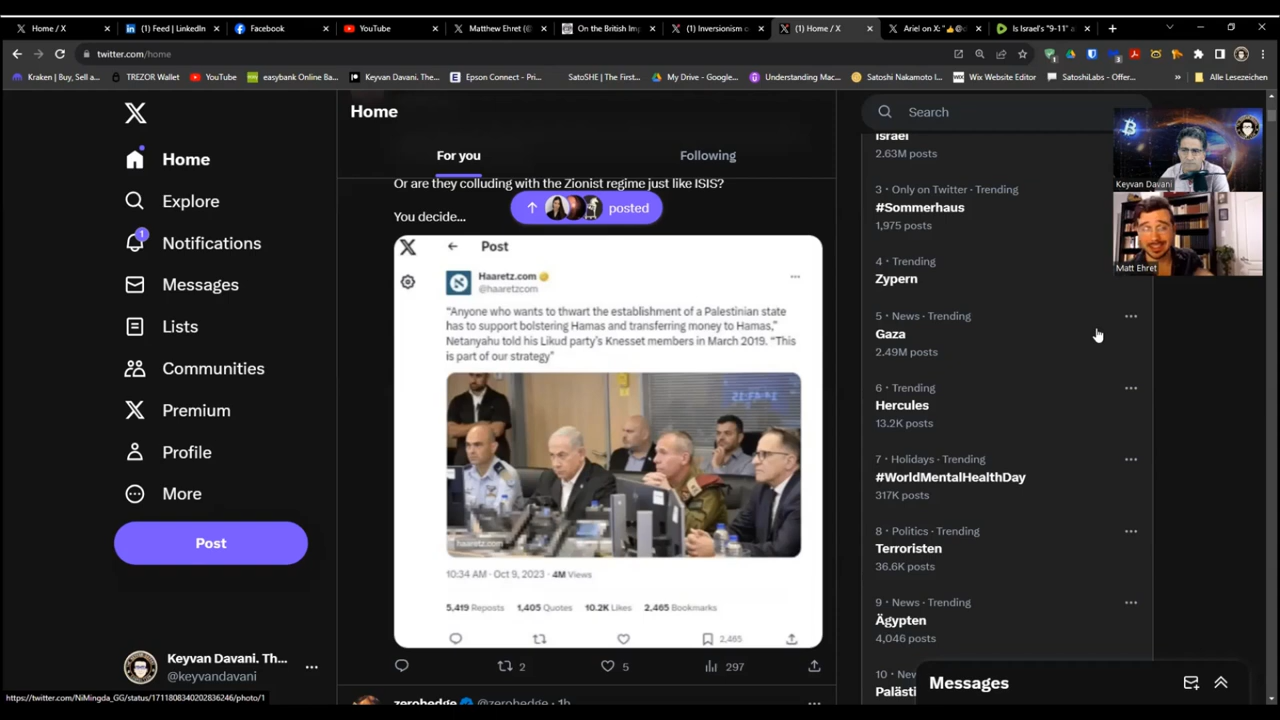 Home / X
(1) Feed | LinkedIn
Facebook
YouTube
Matthew Ehret (@
On the British Im
(1) Inversionism o
(1) Home / X
Ariel on X: "👍@e
Is Israel's "9-11"
twitter.com/home
Kraken | Buy, Sell a...
TREZOR Wallet
YouTube
easybank Online Ba...
Keyvan Davani. The...
Epson Connect - Pri...
SatoSHE | The First...
My Drive - Google...
Understanding Mac...
Satoshi Nakamoto I...
Wix Website Editor
SatoshiLabs - Offer...
Alle Lesezeichen
Home
Explore
1
Notifications
Messages
Lists
Communities
Premium
Profile
More
Post
Keyvan Davani. Th...
@keyvandavani
https://twitter.com/NiMingda_GG/status/1711808340202836246/photo/1
Home
For you
Following
Or are they colluding with the Zionist regime just like ISIS?
You decide...
posted
Post
Haaretz.com
@haaretzcom
“Anyone who wants to thwart the establishment of a Palestinian state
has to support bolstering Hamas and transferring money to Hamas,”
Netanyahu told his Likud party’s Knesset members in March 2019. “This
is part of our strategy”
haaretz.com
10:34 AM · Oct 9, 2023 · 4M Views
5,419 Reposts 1,405 Quotes 10.2K Likes 2,465 Bookmarks
2,465
2
5
297
zerohedge @zerohedge · 1h
Search
Israel
2.63M posts
3 · Only on Twitter · Trending
#Sommerhaus
1,975 posts
4 · Trending
Zypern
5 · News · Trending
Gaza
2.49M posts
6 · Trending
Hercules
13.2K posts
7 · Holidays · Trending
#WorldMentalHealthDay
317K posts
8 · Politics · Trending
Terroristen
36.6K posts
9 · News · Trending
Ägypten
4,046 posts
10 · New
Palästi
Messages
Keyvan Davani
Matt Ehret